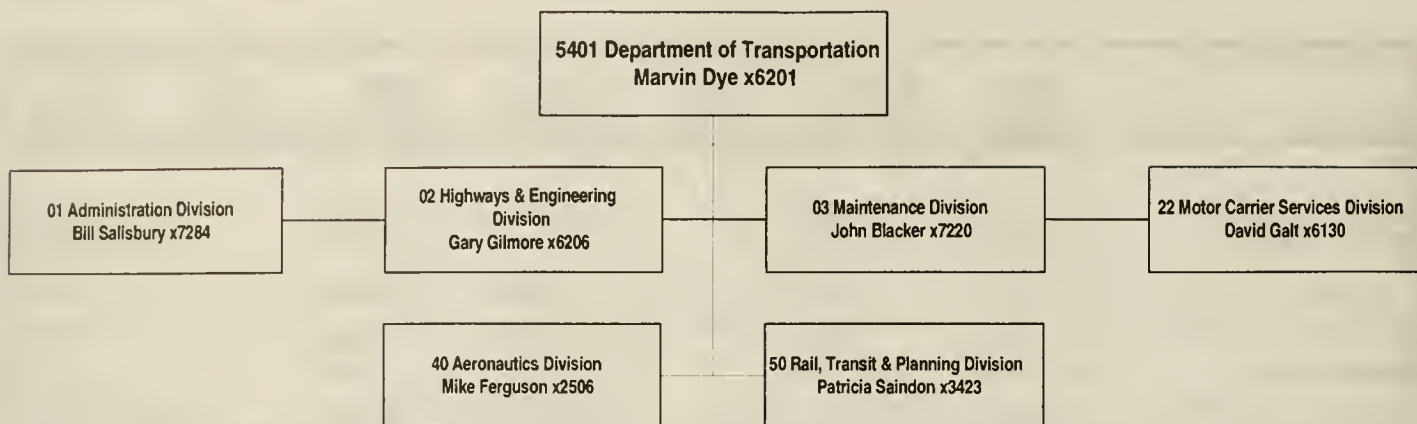 5401 Department of Transportation
Marvin Dye x6201
01 Administration Division
Bill Salisbury x7284
02 Highways & Engineering
Division
Gary Gilmore x6206
03 Maintenance Division
John Blacker x7220
22 Motor Carrier Services Division
David Galt x6130
40 Aeronautics Division
Mike Ferguson x2506
50 Rail, Transit & Planning Division
Patricia Saindon x3423